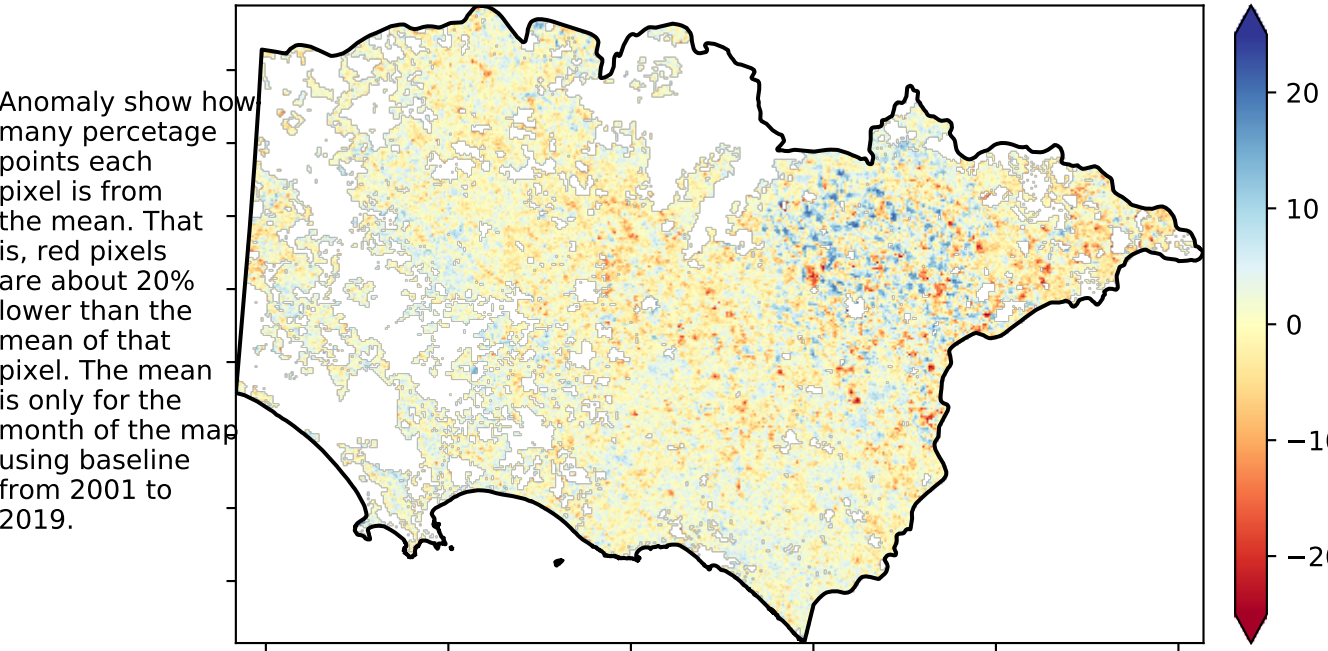 Anomaly show how
many percetage
points each
pixel is from
the mean. That
is, red pixels
are about 20%
lower than the
mean of that
pixel. The mean
is only for the
month of the map
using baseline
from 2001 to
2019.
20
10
0
−10
−20